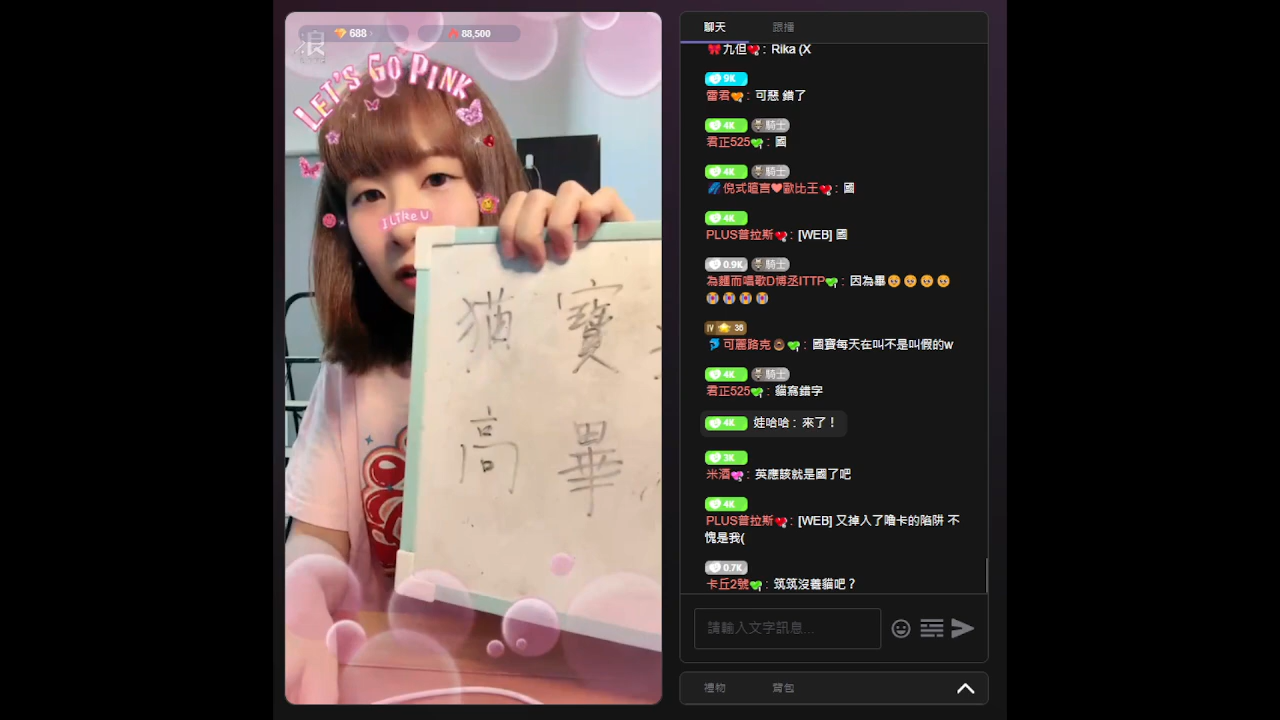 688
88,500
浪
LET'S GO PINK
I LIKE U
猫 寶
高 畢
聊天 跟播
九但: Rika (X
9K
雷君: 可惡 錯了
4K 騎士
君正525: 國
4K 騎士
倪式暄言❤歐比王: 國
4K
PLUS普拉斯: [WEB] 國
0.9K 騎士
為麵而唱歌D博丞ITTP: 因為畢🥺🥺🥺🥺
😭😭😭😭
IV 36
可麗路克: 國寶每天在叫不是叫假的w
4K 騎士
君正525: 貓寫錯字
4K 娃哈哈: 來了！
3K
米酒: 英應該就是國了吧
4K
PLUS普拉斯: [WEB] 又掉入了嚕卡的陷阱 不
愧是我(
0.7K
卡丘2號: 筑筑沒養貓吧？
請輸入文字訊息...
禮物 背包